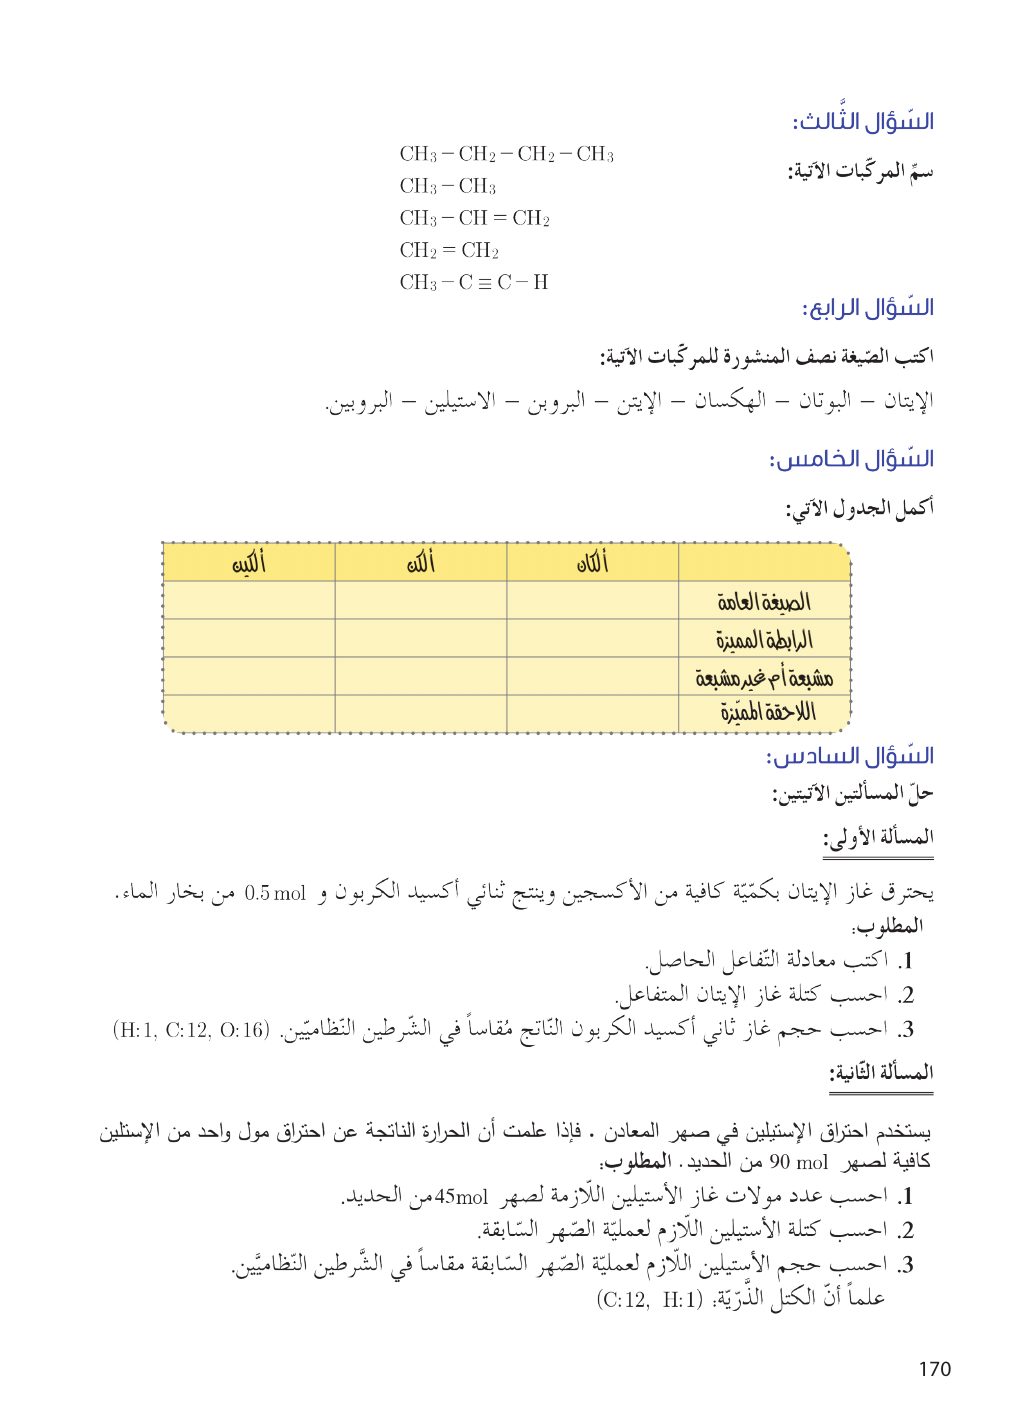 السّؤال الثَّالث:
سمِّ المركّبات الآتية:
CH₃ − CH₂ − CH₂ − CH₃
CH₃ − CH₃
CH₃ − CH = CH₂
CH₂ = CH₂
CH₃ − C ≡ C − H
السّؤال الرابع:
اكتب الصّيغة نصف المنشورة للمركّبات الآتية:
الإيتان – البوتان – الهكسان – الإيتن – البروبن – الاستيلين – البروبين.
السّؤال الخامس:
أكمل الجدول الآتي:
ألكان ألكن ألكين
الصيغة العامة
الرابطة المميزة
مشبعة أم غير مشبعة
اللاحقة المميّزة
السّؤال السادس:
حلّ المسألتين الآتيتين:
المسألة الأولى:
يحترق غاز الإيتان بكمّيّة كافية من الأكسجين وينتج ثنائي أكسيد الكربون و 0.5 mol من بخار الماء.
المطلوب:
1. اكتب معادلة التّفاعل الحاصل.
2. احسب كتلة غاز الإيتان المتفاعل.
3. احسب حجم غاز ثاني أكسيد الكربون النّاتج مُقاساً في الشّرطين النّظاميّين. (H:1, C:12, O:16)
المسألة الثّانية:
يستخدم احتراق الإستيلين في صهر المعادن . فإذا علمت أن الحرارة الناتجة عن احتراق مول واحد من الإستلين
كافية لصهر 90 mol من الحديد. المطلوب:
1. احسب عدد مولات غاز الأستيلين اللّازمة لصهر 45mol من الحديد.
2. احسب كتلة الأستيلين اللّازم لعمليّة الصّهر السّابقة.
3. احسب حجم الأستيلين اللّازم لعمليّة الصّهر السّابقة مقاساً في الشَّرطين النّظاميَّين.
علماً أنّ الكتل الذَّرّيّة: (C:12, H:1)
170